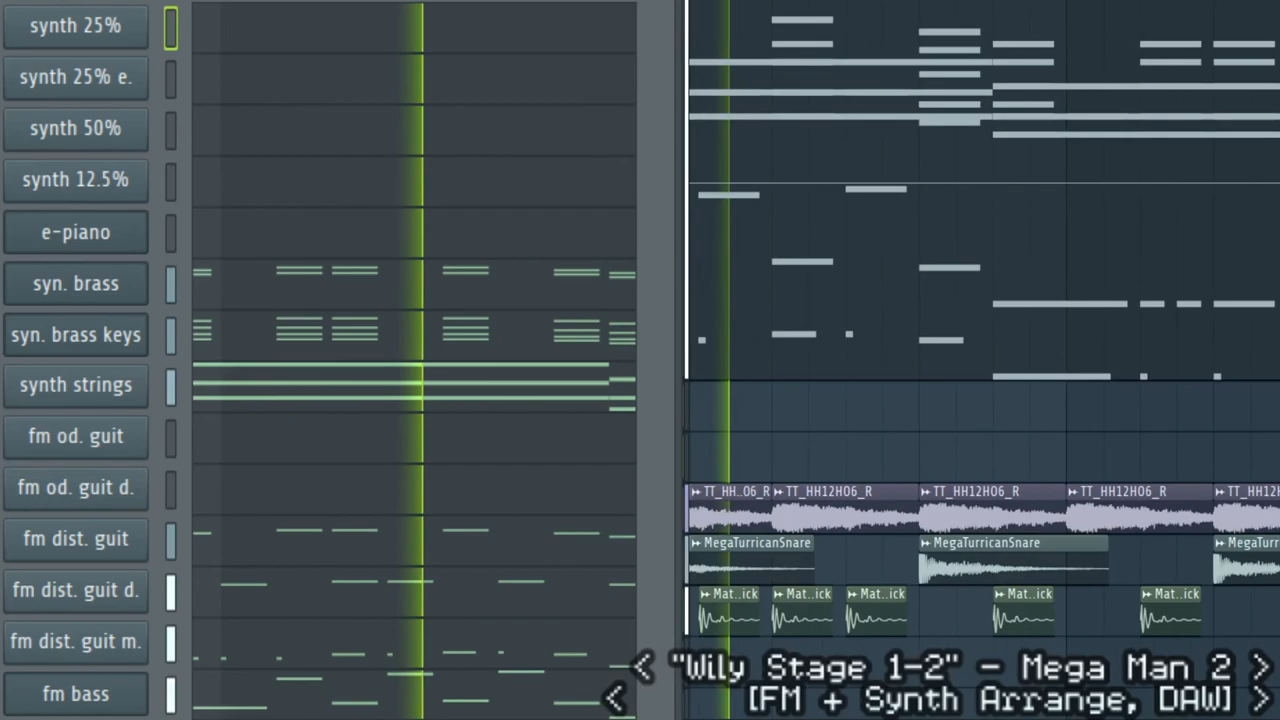 synth 25%
synth 25% e.
synth 50%
synth 12.5%
e-piano
syn. brass
syn. brass keys
synth strings
fm od. guit
fm od. guit d.
fm dist. guit
fm dist. guit d.
fm dist. guit m.
fm bass
TT_HH..O6_R TT_HH12HO6_R TT_HH12HO6_R TT_HH12HO6_R TT_HH12H
MegaTurricanSnare MegaTurricanSnare MegaTurr
Mat..ick Mat..ick Mat..ick Mat..ick Mat..ick
< "Wily Stage 1-2" - Mega Man 2 >
< [FM + Synth Arrange, DAW] >